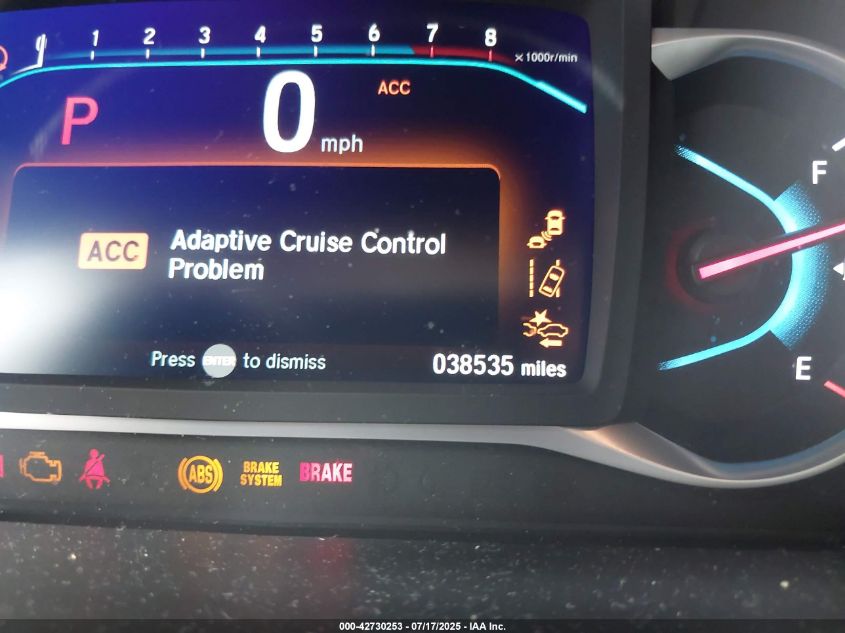 0 1 2 3 4 5 6 7 8
×1000r/min
P 0 mph ACC
F
ACC Adaptive Cruise Control
Problem
Press ENTER to dismiss 038535 miles
E
ABS BRAKE
SYSTEM BRAKE
000-42730253 - 07/17/2025 - IAA Inc.